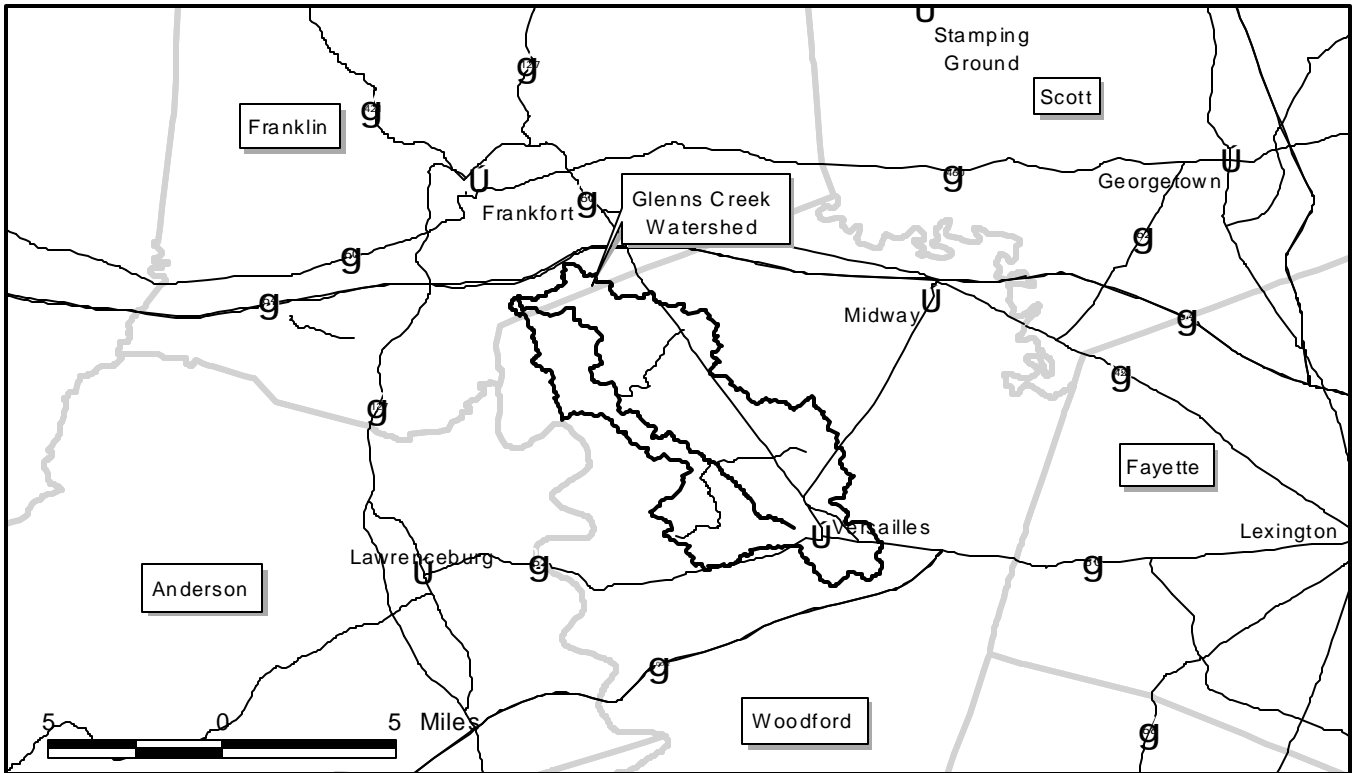 Stamping
Ground
Scott
Franklin
Georgetown
Glenns Creek
Watershed
Frankfort
Midway
Fayette
Versailles
Lexington
Lawrenceburg
Anderson
Woodford
5 0 5 Miles